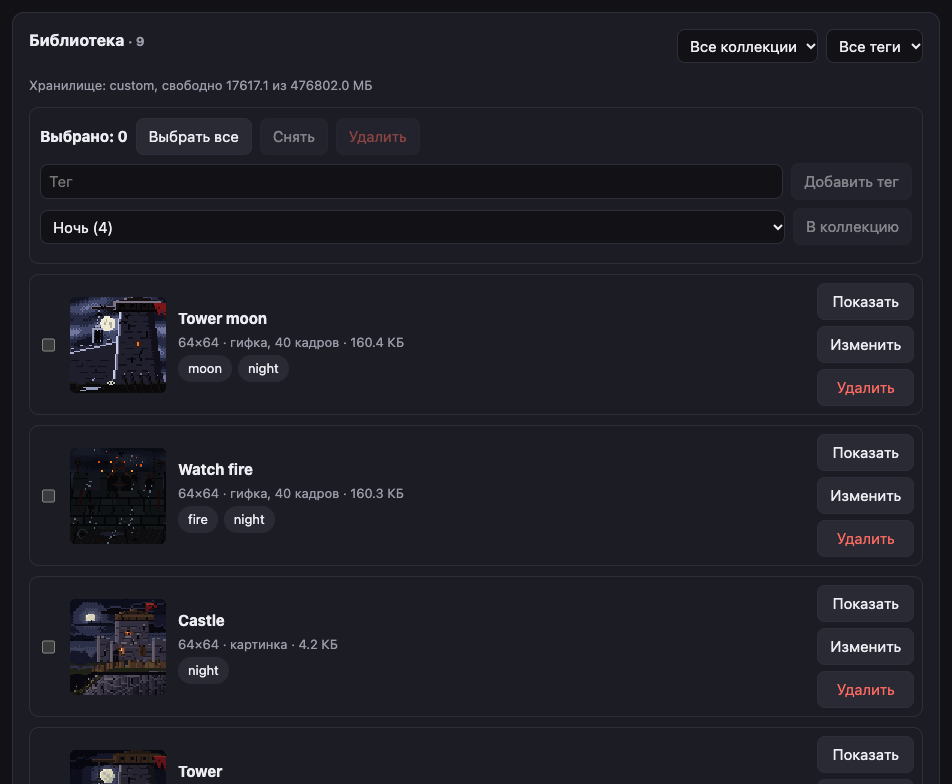 Библиотека · 9
Все коллекции
Все теги
Хранилище: custom, свободно 17617.1 из 476802.0 МБ
Выбрано: 0
Выбрать все
Снять
Удалить
Тег
Добавить тег
Ночь (4)
В коллекцию
Tower moon
64×64 · гифка, 40 кадров · 160.4 КБ
moon
night
Показать
Изменить
Удалить
Watch fire
64×64 · гифка, 40 кадров · 160.3 КБ
fire
night
Показать
Изменить
Удалить
Castle
64×64 · картинка · 4.2 КБ
night
Показать
Изменить
Удалить
Tower
Показать